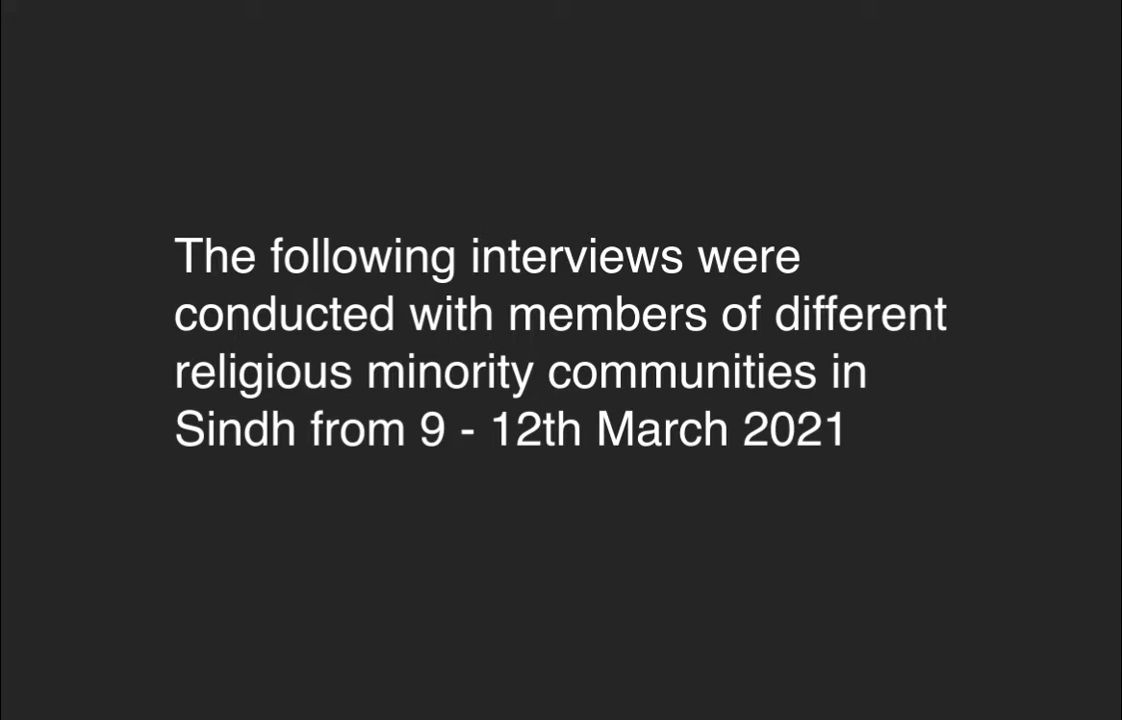 The following interviews were
conducted with members of different
religious minority communities in
Sindh from 9 - 12th March 2021